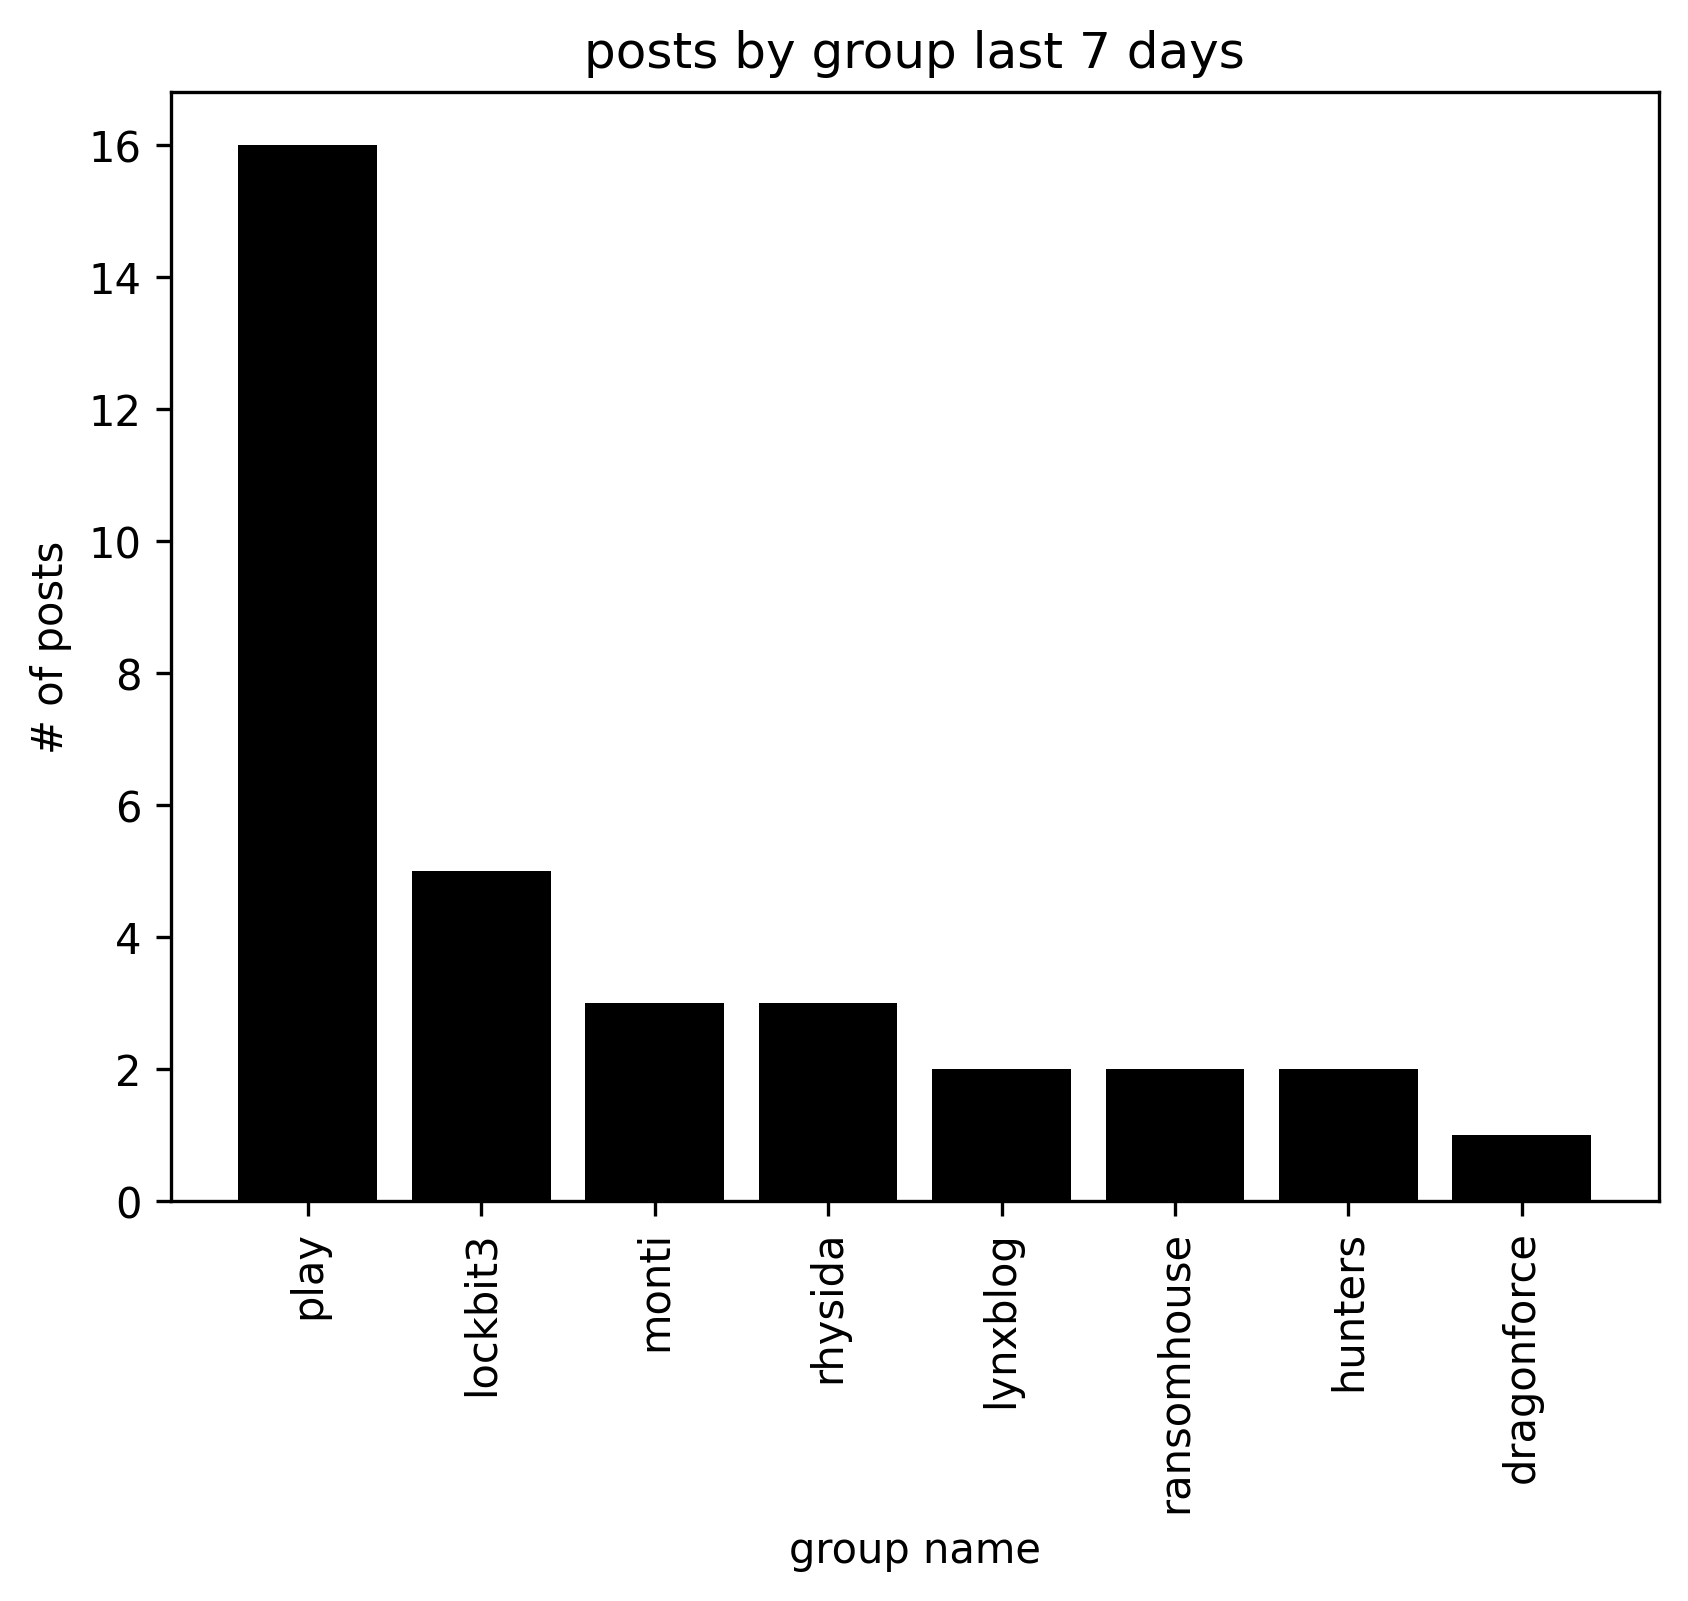 posts by group last 7 days
# of posts
16
14
12
10
8
6
4
2
0
play
lockbit3
monti
rhysida
lynxblog
ransomhouse
hunters
dragonforce
group name